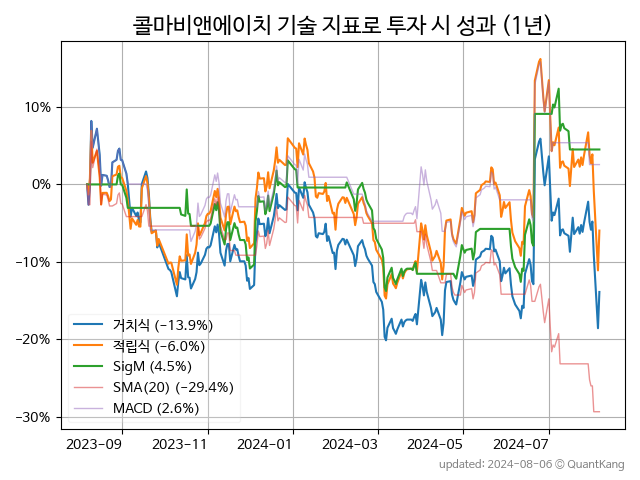 콜마비앤에이치 기술 지표로 투자 시 성과 (1년)
10%
0%
−10%
−20%
−30%
거치식 (−13.9%)
적립식 (−6.0%)
SigM (4.5%)
SMA(20) (−29.4%)
MACD (2.6%)
2023-09 2023-11 2024-01 2024-03 2024-05 2024-07
updated: 2024-08-06 © QuantKang